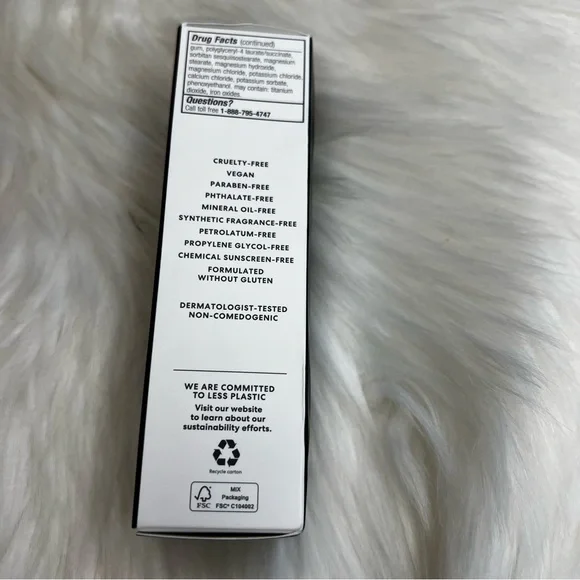 Drug Facts (continued)
gum, polyglyceryl-4 laurate/succinate,
sorbitan sesquiisostearate, magnesium
stearate, magnesium hydroxide,
magnesium chloride, potassium chloride,
calcium chloride, potassium sorbate,
phenoxyethanol. may contain: titanium
dioxide, iron oxides.
Questions?
Call toll free 1-888-795-4747
CRUELTY-FREE
VEGAN
PARABEN-FREE
PHTHALATE-FREE
MINERAL OIL-FREE
SYNTHETIC FRAGRANCE-FREE
PETROLATUM-FREE
PROPYLENE GLYCOL-FREE
CHEMICAL SUNSCREEN-FREE
FORMULATED
WITHOUT GLUTEN
DERMATOLOGIST-TESTED
NON-COMEDOGENIC
WE ARE COMMITTED
TO LESS PLASTIC
Visit our website
to learn about our
sustainability efforts.
Recycle carton
FSC
MIX
Packaging
FSC® C104002